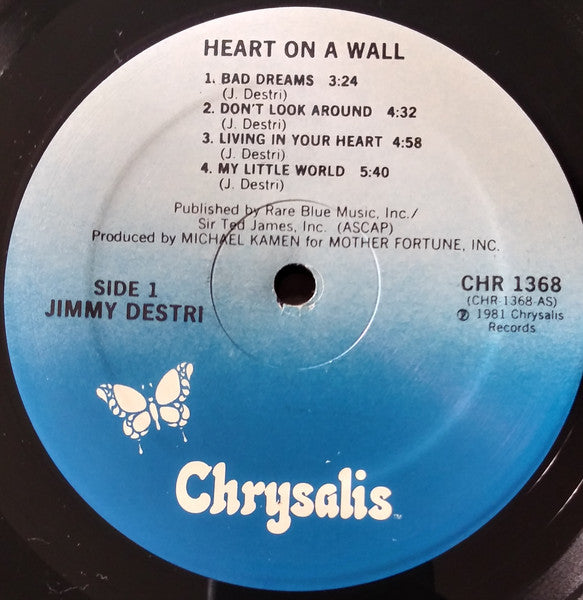 HEART ON A WALL
1. BAD DREAMS 3:24
(J. Destri)
2. DON'T LOOK AROUND 4:32
(J. Destri)
3. LIVING IN YOUR HEART 4:58
(J. Destri)
4. MY LITTLE WORLD 5:40
(J. Destri)
Published by Rare Blue Music, Inc./
Sir Ted James, Inc. (ASCAP)
Produced by MICHAEL KAMEN for MOTHER FORTUNE, INC.
SIDE 1
JIMMY DESTRI
CHR 1368
(CHR-1368-AS)
℗ 1981 Chrysalis
Records
Chrysalis™